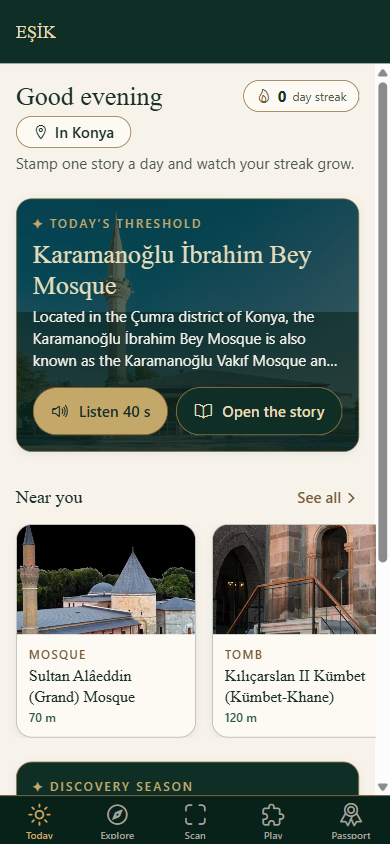 EŞİK
Good evening
0 day streak
In Konya
Stamp one story a day and watch your streak grow.
TODAY'S THRESHOLD
Karamanoğlu İbrahim Bey
Mosque
Located in the Çumra district of Konya, the
Karamanoğlu İbrahim Bey Mosque is also
known as the Karamanoğlu Vakıf Mosque an...
Listen 40 s
Open the story
Near you
See all
MOSQUE
Sultan Alâeddin
(Grand) Mosque
70 m
TOMB
Kılıçarslan II Kümbet
(Kümbet-Khane)
120 m
DISCOVERY SEASON
Today
Explore
Scan
Play
Passport